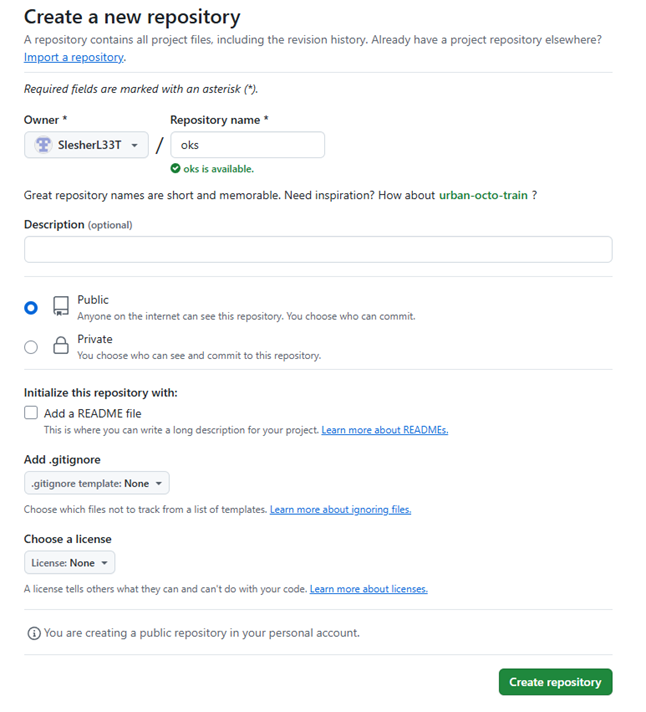 Create a new repository
A repository contains all project files, including the revision history. Already have a project repository elsewhere?
Import a repository.
Required fields are marked with an asterisk (*).
Owner * Repository name *
SlesherL33T / oks
oks is available.
Great repository names are short and memorable. Need inspiration? How about urban-octo-train ?
Description (optional)
Public
Anyone on the internet can see this repository. You choose who can commit.
Private
You choose who can see and commit to this repository.
Initialize this repository with:
Add a README file
This is where you can write a long description for your project. Learn more about READMEs.
Add .gitignore
.gitignore template: None
Choose which files not to track from a list of templates. Learn more about ignoring files.
Choose a license
License: None
A license tells others what they can and can't do with your code. Learn more about licenses.
You are creating a public repository in your personal account.
Create repository